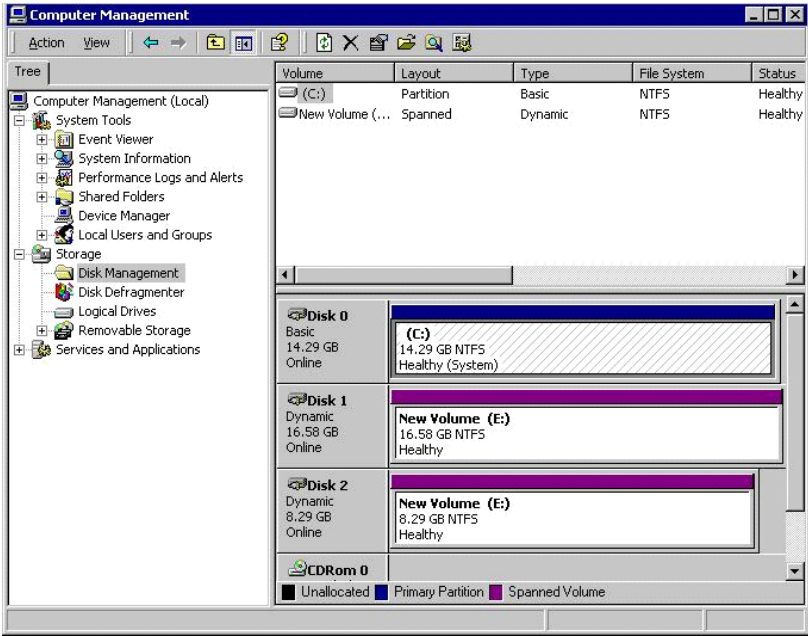 Computer Management
Action View
Tree
Computer Management (Local)
System Tools
Event Viewer
System Information
Performance Logs and Alerts
Shared Folders
Device Manager
Local Users and Groups
Storage
Disk Management
Disk Defragmenter
Logical Drives
Removable Storage
Services and Applications
Volume Layout Type File System Status
(C:) Partition Basic NTFS Healthy
New Volume (... Spanned Dynamic NTFS Healthy
Disk 0
Basic
14.29 GB
Online
(C:)
14.29 GB NTFS
Healthy (System)
Disk 1
Dynamic
16.58 GB
Online
New Volume (E:)
16.58 GB NTFS
Healthy
Disk 2
Dynamic
8.29 GB
Online
New Volume (E:)
8.29 GB NTFS
Healthy
CDRom 0
Unallocated Primary Partition Spanned Volume